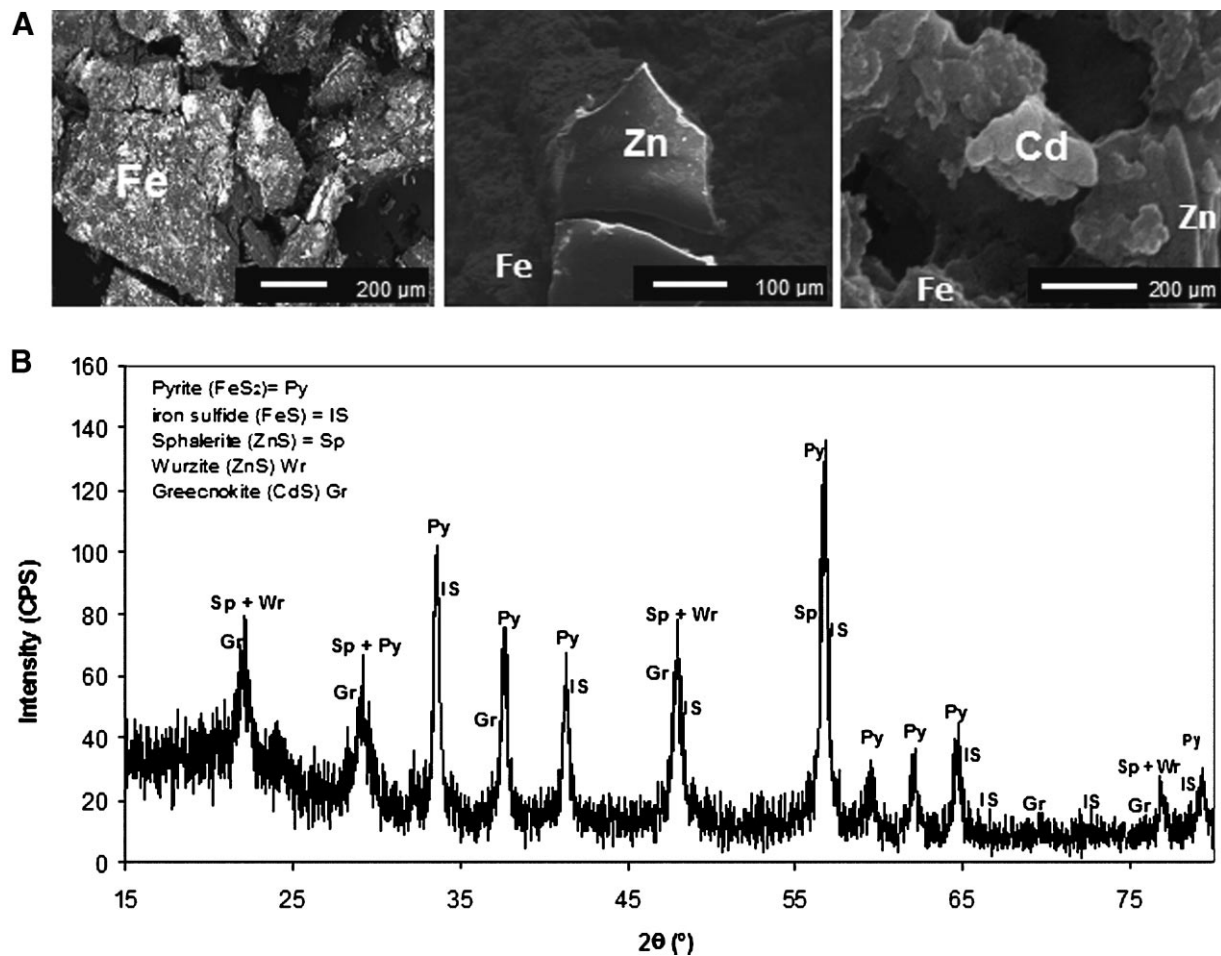 A
Fe
200 µm
Zn
Fe
100 µm
Cd
Zn
Fe
200 µm
B
Pyrite (FeS₂)= Py
iron sulfide (FeS) = IS
Sphalerite (ZnS) = Sp
Wurzite (ZnS) Wr
Greecnokite (CdS) Gr
Intensity (CPS)
160
140
120
100
80
60
40
20
0
Sp + Wr
Gr
Sp + Py
Gr
Py
IS
Py
Gr
Py
IS
Sp + Wr
Gr
IS
Py
Sp
IS
Py
Py
Py
IS
IS
Gr
IS
Sp + Wr
Gr
Py
IS
15 25 35 45 55 65 75
2θ (°)